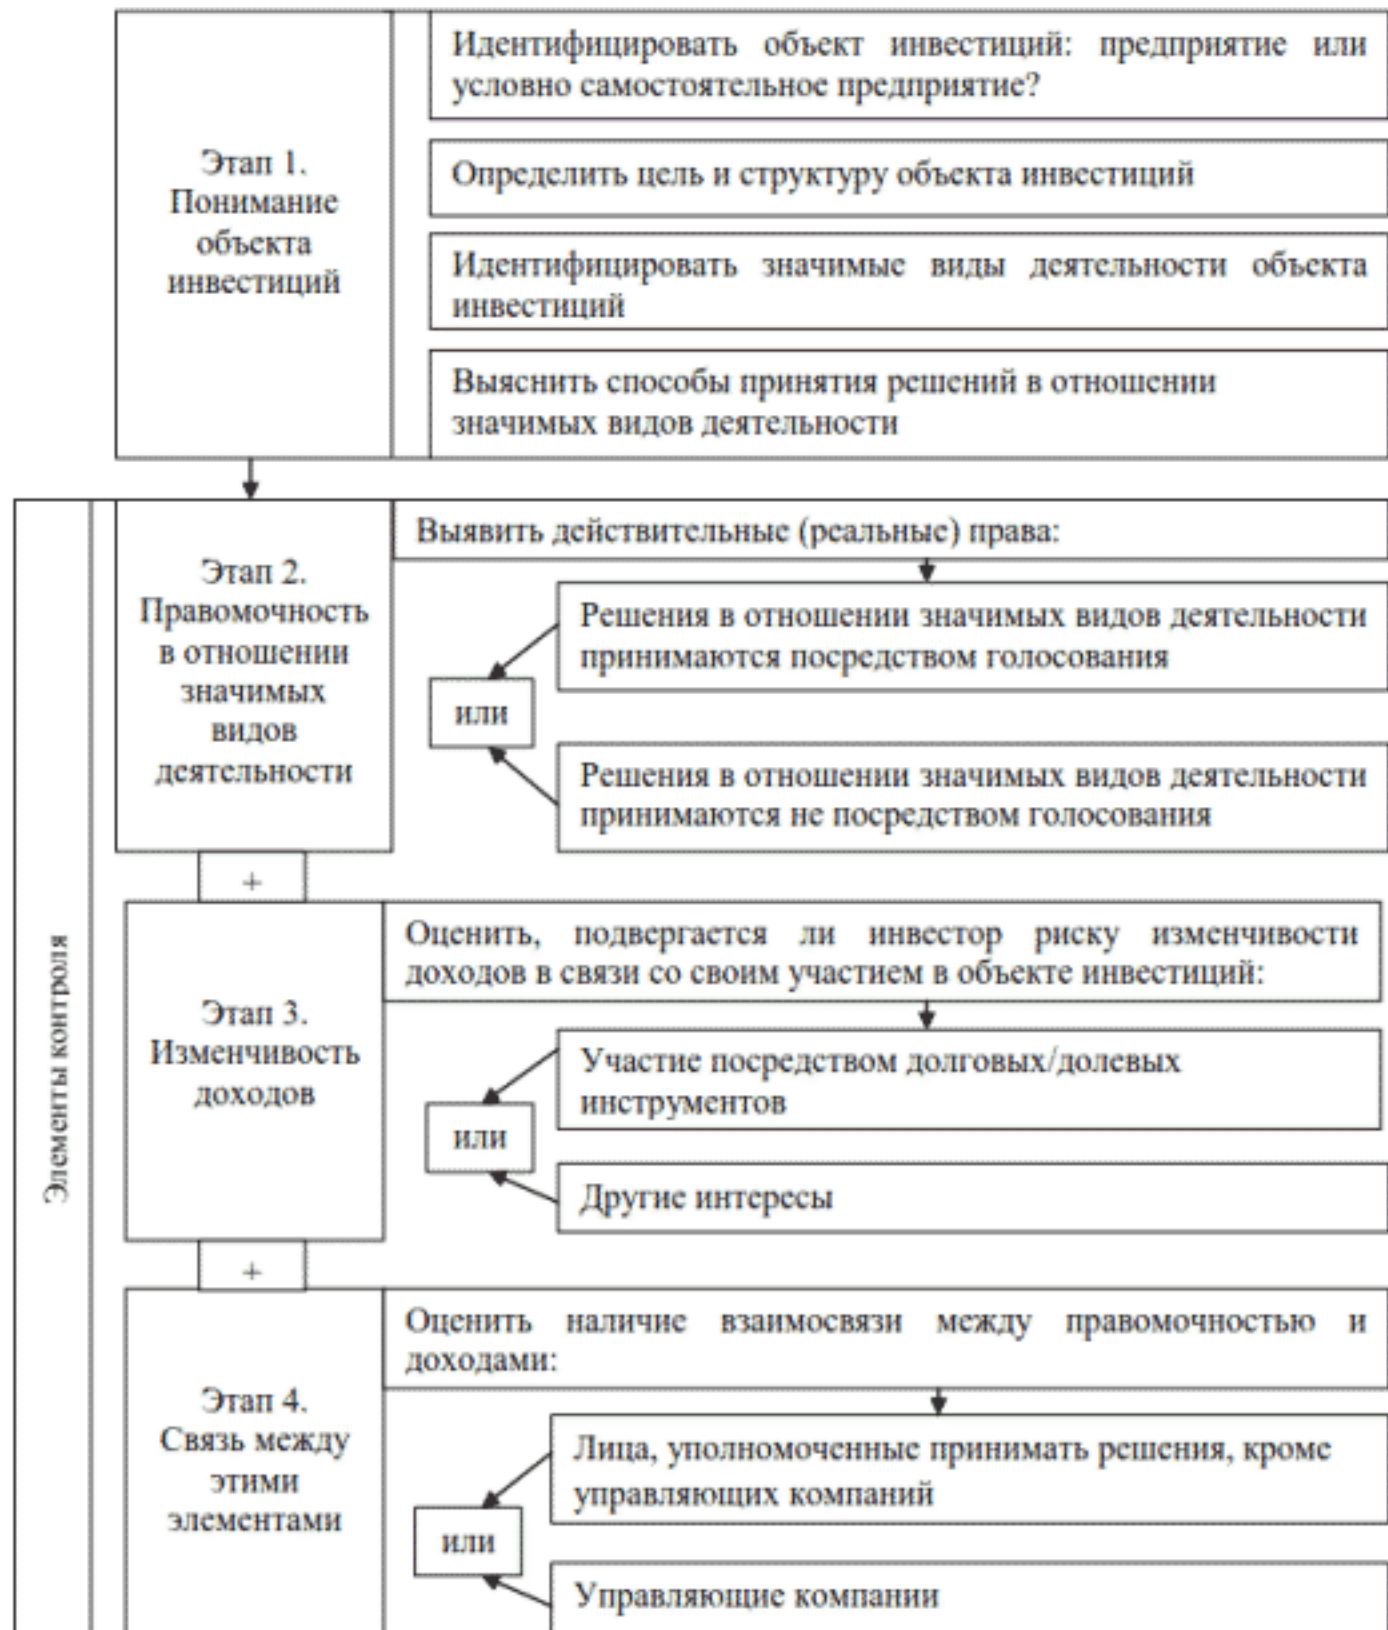 Этап 1.
Понимание
объекта
инвестиций
Идентифицировать объект инвестиций: предприятие или
условно самостоятельное предприятие?
Определить цель и структуру объекта инвестиций
Идентифицировать значимые виды деятельности объекта
инвестиций
Выяснить способы принятия решений в отношении
значимых видов деятельности
Элементы контроля
Этап 2.
Правомочность
в отношении
значимых
видов
деятельности
Выявить действительные (реальные) права:
Решения в отношении значимых видов деятельности
принимаются посредством голосования
или
Решения в отношении значимых видов деятельности
принимаются не посредством голосования
+
Этап 3.
Изменчивость
доходов
Оценить, подвергается ли инвестор риску изменчивости
доходов в связи со своим участием в объекте инвестиций:
Участие посредством долговых/долевых
инструментов
или
Другие интересы
+
Этап 4.
Связь между
этими
элементами
Оценить наличие взаимосвязи между правомочностью и
доходами:
Лица, уполномоченные принимать решения, кроме
управляющих компаний
или
Управляющие компании